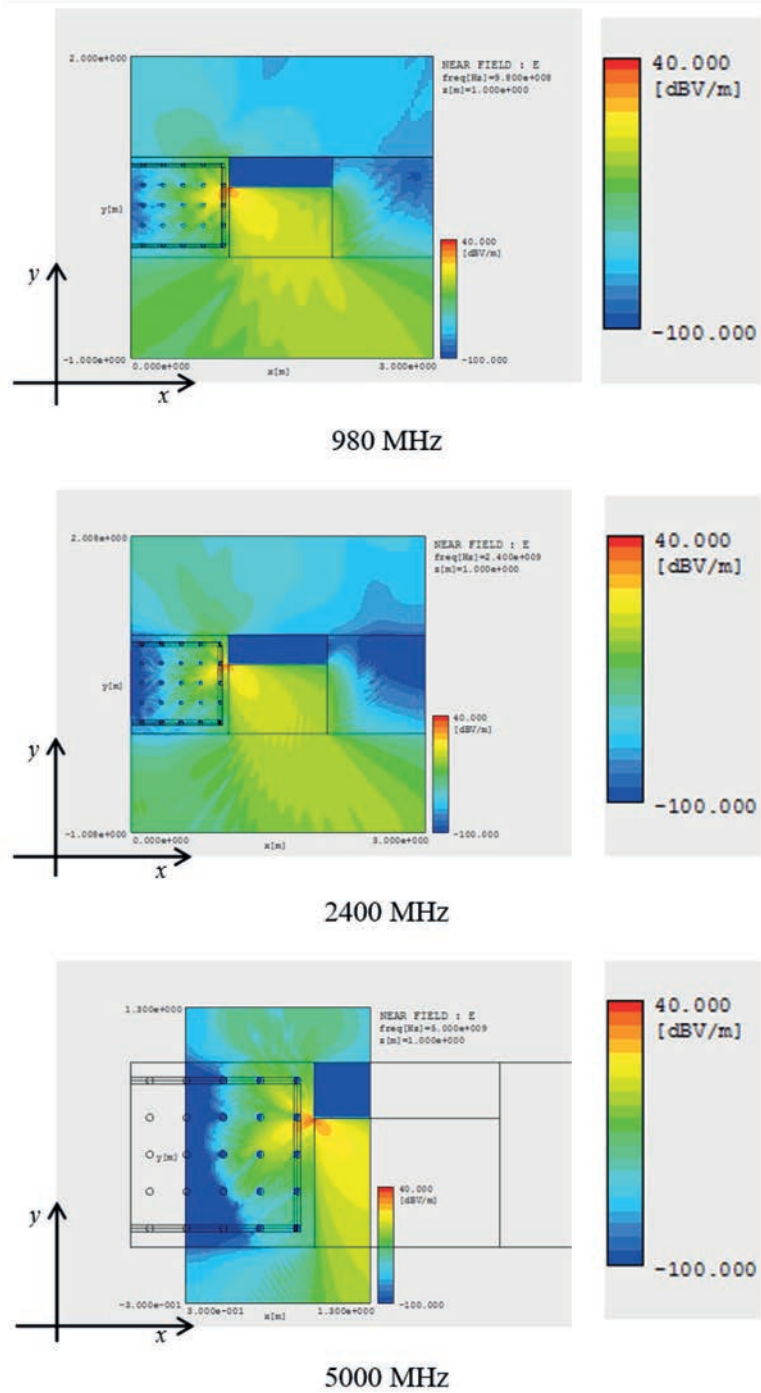 2.000e+000
NEAR FIELD : E
freq[Hz]=9.800e+008
z[m]=1.000e+000
40.000
[dBV/m]
y[m]
40.000
[dBV/m]
y
-100.000
-1.000e+000
-100.000
0.000e+000
x[m]
3.000e+000
x
980 MHz
2.008e+000
NEAR FIELD : E
freq[Hz]=2.400e+009
z[m]=1.000e+000
40.000
[dBV/m]
y[m]
40.000
[dBV/m]
y
-100.000
-1.008e+000
-100.000
0.000e+000
x[m]
3.000e+000
x
2400 MHz
1.300e+000
NEAR FIELD : E
freq[Hz]=5.000e+009
z[m]=1.000e+000
40.000
[dBV/m]
y[m]
40.000
[dBV/m]
y
-100.000
-3.000e-001
-100.000
3.000e-001
x[m]
1.300e+000
x
5000 MHz